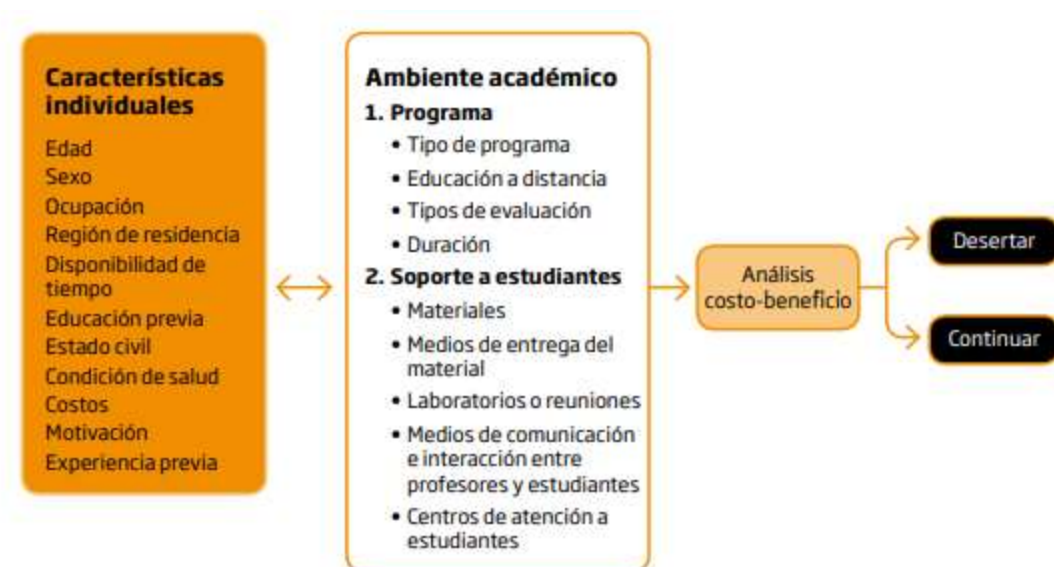 Características
individuales
Edad
Sexo
Ocupación
Región de residencia
Disponibilidad de
tiempo
Educación previa
Estado civil
Condición de salud
Costos
Motivación
Experiencia previa
Ambiente académico
1. Programa
• Tipo de programa
• Educación a distancia
• Tipos de evaluación
• Duración
2. Soporte a estudiantes
• Materiales
• Medios de entrega del
material
• Laboratorios o reuniones
• Medios de comunicación
e interacción entre
profesores y estudiantes
• Centros de atención a
estudiantes
Análisis
costo-beneficio
Desertar
Continuar